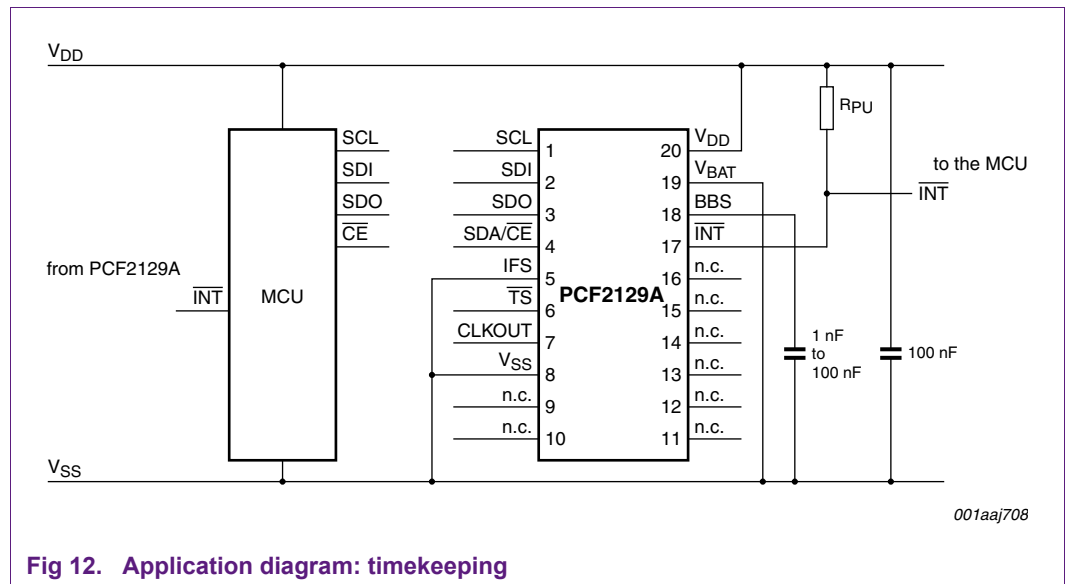 VDD
SCL
SDI
SDO
CE
from PCF2129A
INT
MCU
SCL 1
SDI 2
SDO 3
SDA/CE 4
IFS 5
TS 6
CLKOUT 7
VSS 8
n.c. 9
n.c. 10
PCF2129A
20 VDD
19 VBAT
18 BBS
17 INT
16 n.c.
15 n.c.
14 n.c.
13 n.c.
12 n.c.
11 n.c.
RPU
to the MCU
INT
1 nF
to
100 nF
100 nF
VSS
001aaj708
Fig 12. Application diagram: timekeeping